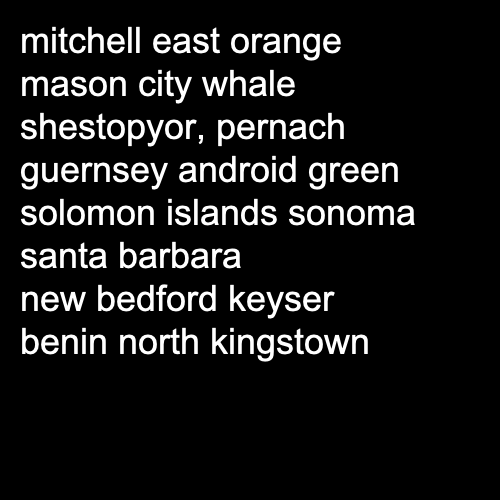 mitchell east orange
mason city whale
shestopyor, pernach
guernsey android green
solomon islands sonoma
santa barbara
new bedford keyser
benin north kingstown